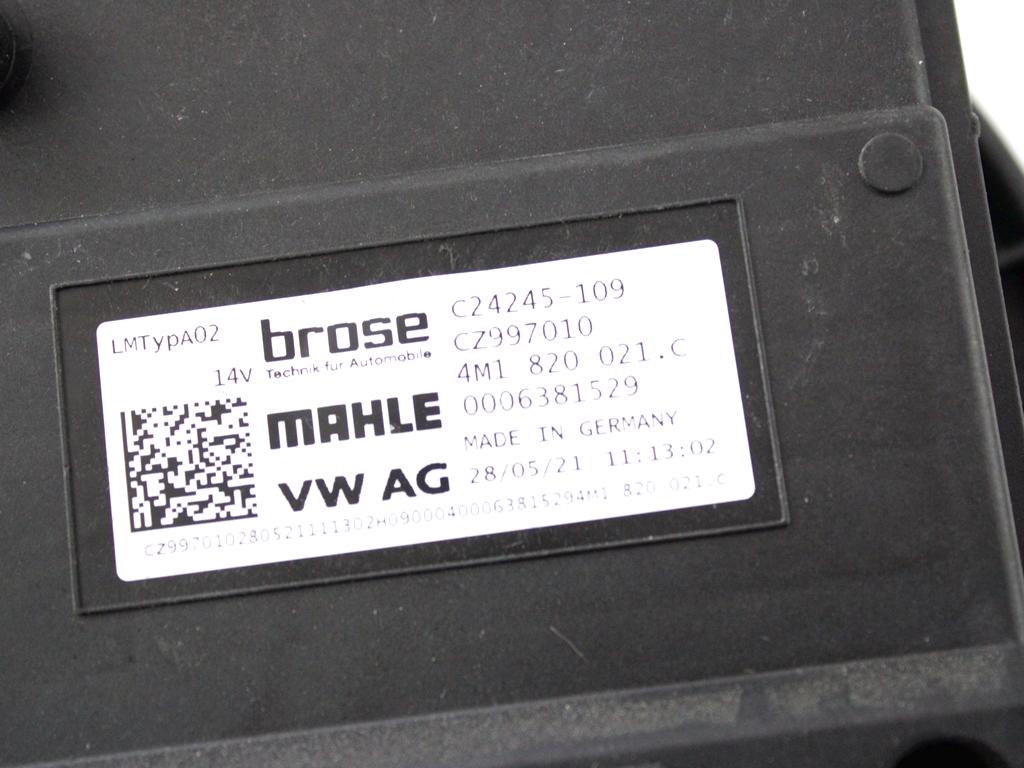 LMTypA02
14V
brose
Technik für Automobile
MAHLE
VW AG
C24245-109
CZ997010
4M1 820 021.C
0006381529
MADE IN GERMANY
28/05/21 11:13:02
CZ997010280521111302H09000400063815294M1 820 021.C